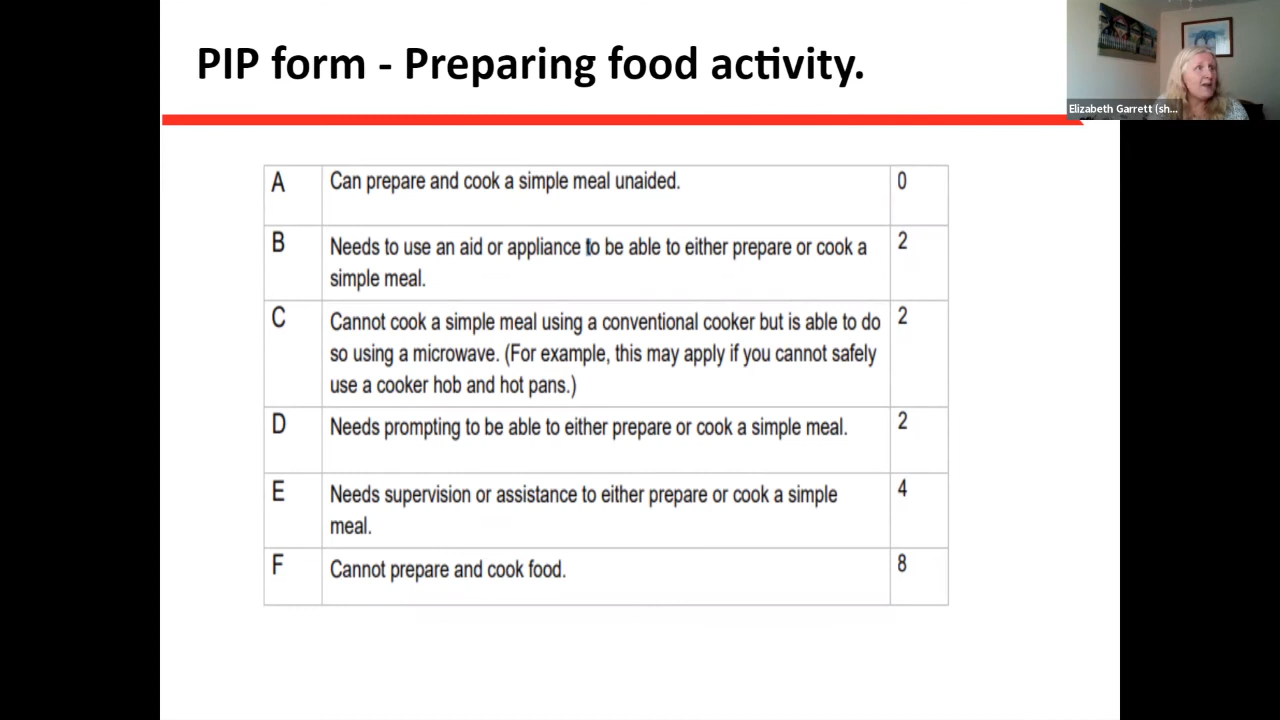 PIP form - Preparing food activity.
Elizabeth Garrett (sh...
A
Can prepare and cook a simple meal unaided.
0
B
Needs to use an aid or appliance to be able to either prepare or cook a
simple meal.
2
C
Cannot cook a simple meal using a conventional cooker but is able to do
so using a microwave. (For example, this may apply if you cannot safely
use a cooker hob and hot pans.)
2
D
Needs prompting to be able to either prepare or cook a simple meal.
2
E
Needs supervision or assistance to either prepare or cook a simple
meal.
4
F
Cannot prepare and cook food.
8